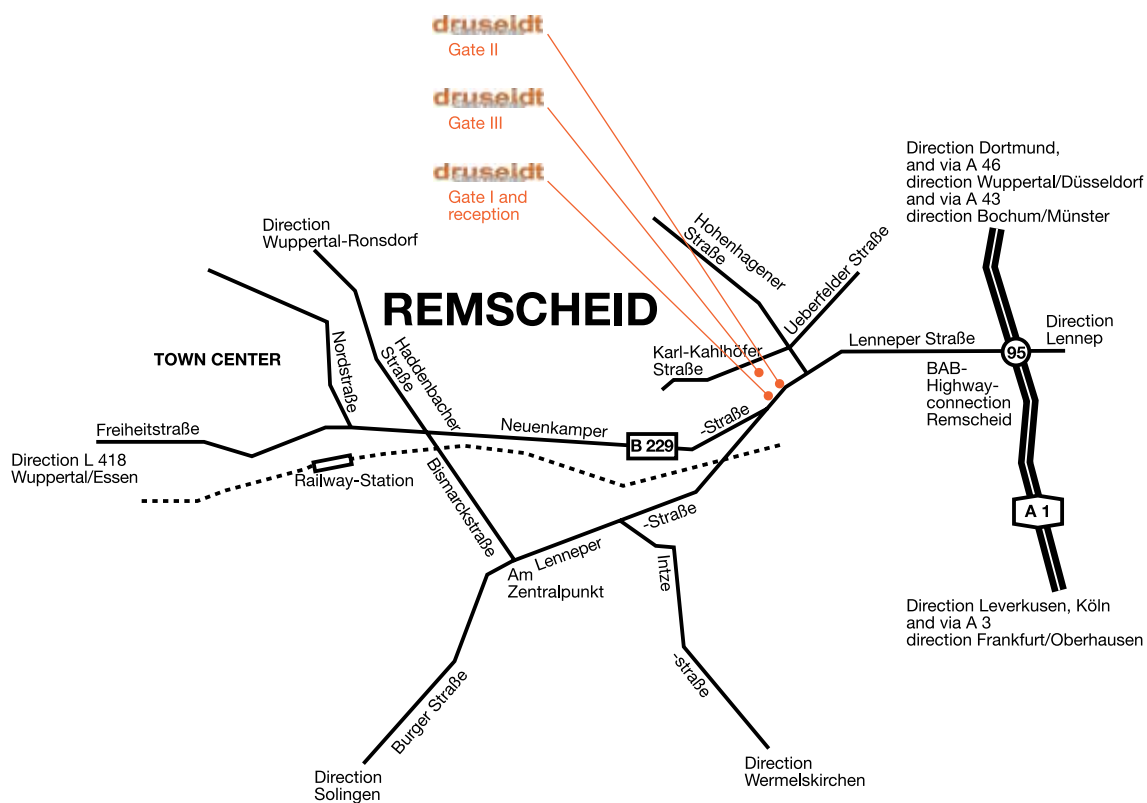 druseidt
Gate II
druseidt
Gate III
druseidt
Gate I and
reception
Direction Dortmund,
and via A 46
direction Wuppertal/Düsseldorf
and via A 43
direction Bochum/Münster
Direction
Wuppertal-Ronsdorf
Hohenhagener
Straße
Ueberfelder Straße
REMSCHEID
TOWN CENTER
Nordstraße
Haddenbacher
Straße
Karl-Kahlhöfer
Straße
Lenneper Straße
95
Direction
Lennep
BAB-
Highway-
connection
Remscheid
Freiheitstraße
Neuenkamper
B 229
-Straße
Direction L 418
Wuppertal/Essen
Railway-Station
Bismarckstraße
A 1
Lenneper
-Straße
Am
Zentralpunkt
Intze
-straße
Burger Straße
Direction Leverkusen, Köln
and via A 3
direction Frankfurt/Oberhausen
Direction
Solingen
Direction
Wermelskirchen